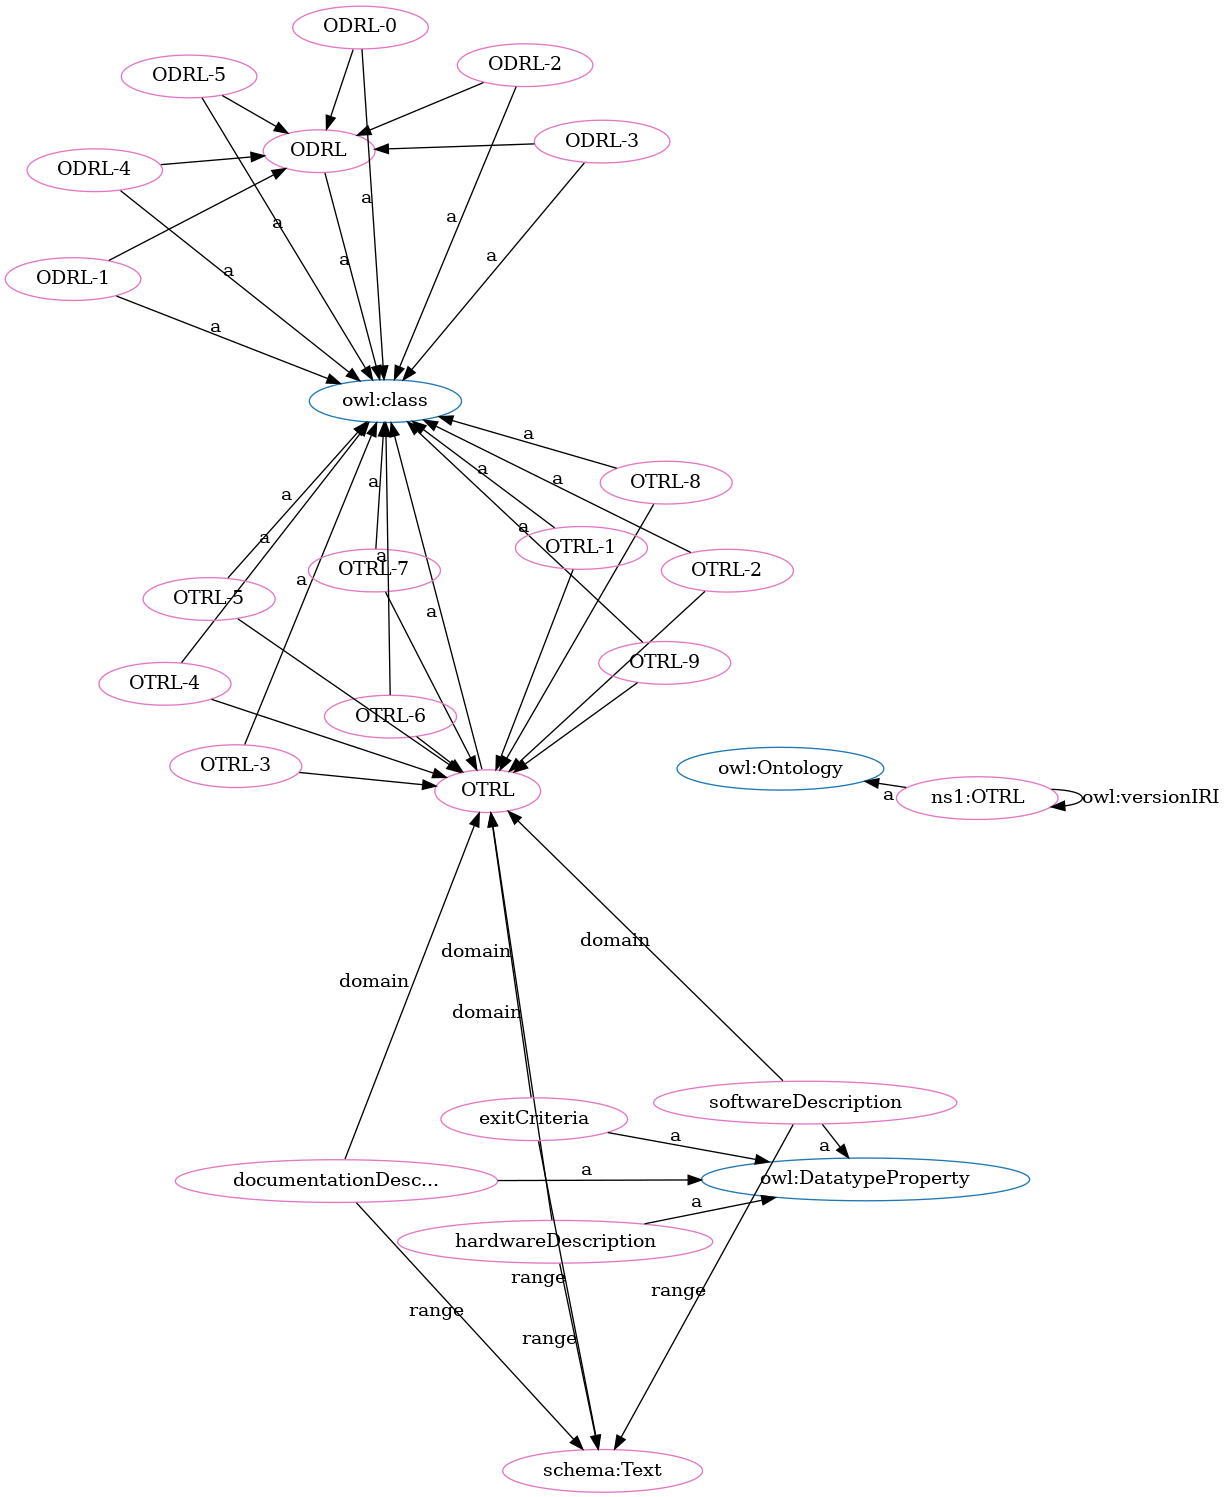 ODRL-0
ODRL-2
ODRL-5
ODRL-3
ODRL
ODRL-4
a
a
a
a
a
a
ODRL-1
a
a
owl:class
a
a
OTRL-8
a
a
a
a
a
OTRL-1
a
OTRL-7
OTRL-2
a
OTRL-5
a
OTRL-9
OTRL-4
OTRL-6
OTRL-3
owl:Ontology
OTRL
a
ns1:OTRL
owl:versionIRI
domain
domain
domain
domain
softwareDescription
exitCriteria
a
a
a
documentationDesc...
owl:DatatypeProperty
a
hardwareDescription
range
range
range
range
schema:Text